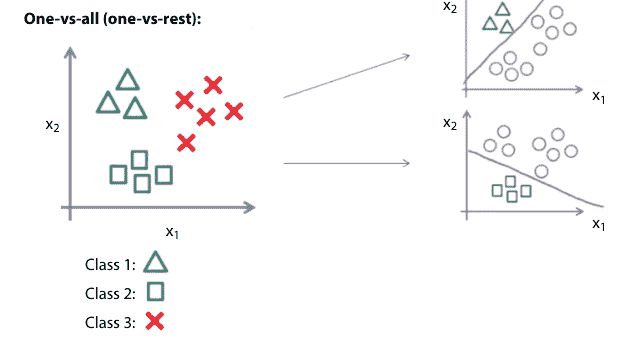 One-vs-all (one-vs-rest):
x2
x1
Class 1:
Class 2:
Class 3:
x2
x1
x2
x1